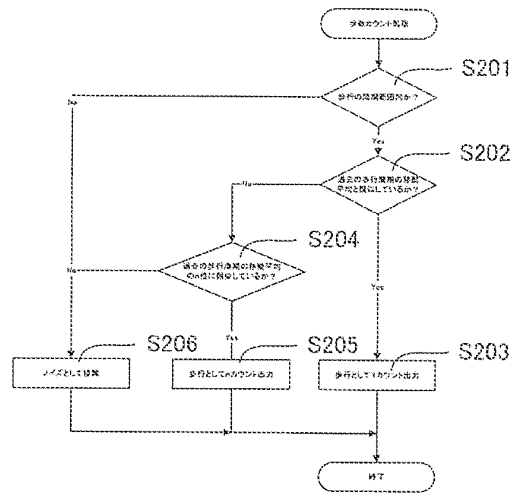 歩数カウント処理
S201
歩行の周期範囲内か?
No
Yes
S202
過去の歩行周期の移動
平均と類似しているか?
No
S204
過去の歩行周期の移動平均
のn倍に類似しているか?
No
Yes
Yes
S206
S205
S203
ノイズとして排除
歩行としてnカウント出力
歩行として1カウント出力
終了